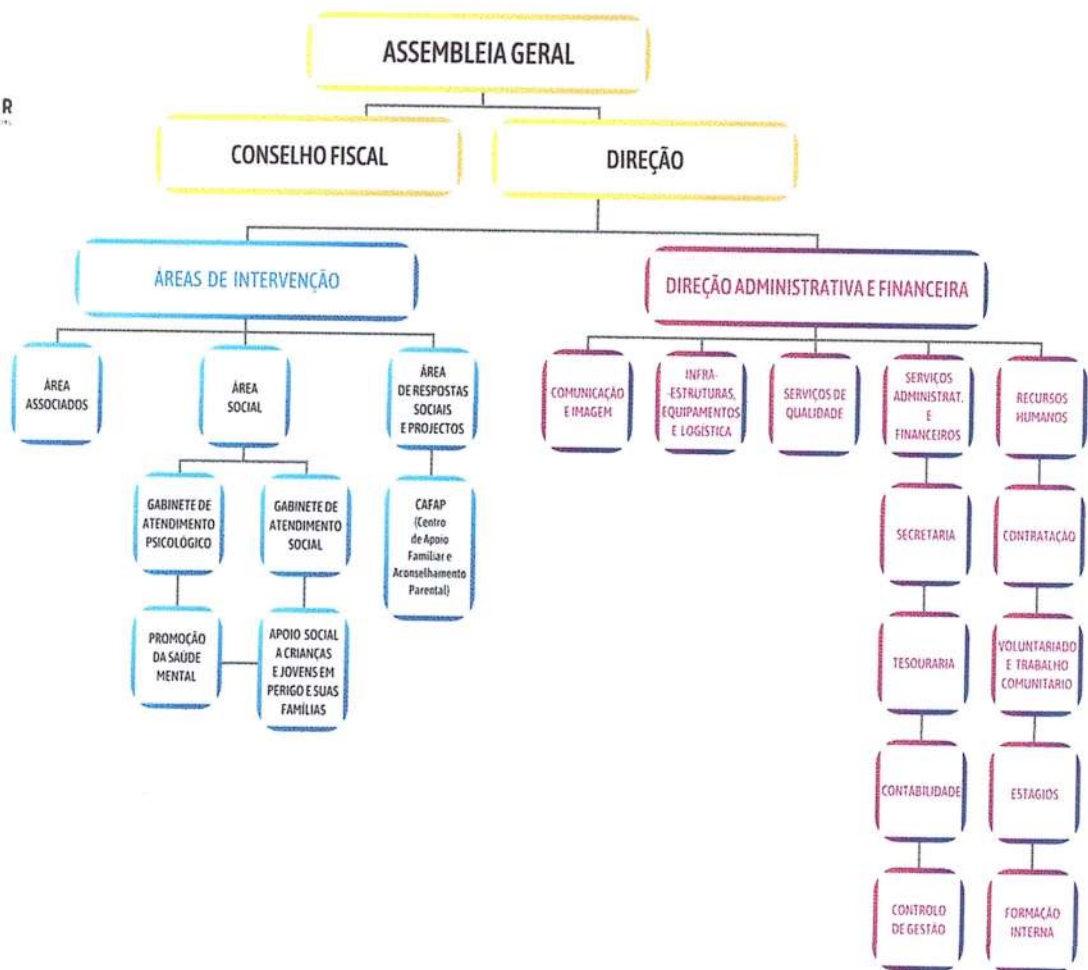 ASSEMBLEIA GERAL
R
CONSELHO FISCAL
DIREÇÃO
ÁREAS DE INTERVENÇÃO
DIREÇÃO ADMINISTRATIVA E FINANCEIRA
ÁREA
ASSOCIADOS
ÁREA
SOCIAL
ÁREA
DE RESPOSTAS
SOCIAIS
E PROJECTOS
COMUNICAÇÃO
E IMAGEM
INFRA-
-ESTRUTURAS,
EQUIPAMENTOS
E LOGÍSTICA
SERVIÇOS DE
QUALIDADE
SERVIÇOS
ADMINISTRAT.
E
FINANCEIROS
RECURSOS
HUMANOS
GABINETE DE
ATENDIMENTO
PSICOLÓGICO
GABINETE DE
ATENDIMENTO
SOCIAL
CAFAP
(Centro
de Apoio
Familiar e
Aconselhamento
Parental)
SECRETARIA
CONTRATAÇÃO
PROMOÇÃO
DA SAÚDE
MENTAL
APOIO SOCIAL
A CRIANÇAS
E JOVENS EM
PERIGO E SUAS
FAMÍLIAS
TESOURARIA
VOLUNTARIADO
E TRABALHO
COMUNITÁRIO
CONTABILIDADE
ESTÁGIOS
CONTROLO
DE GESTÃO
FORMAÇÃO
INTERNA